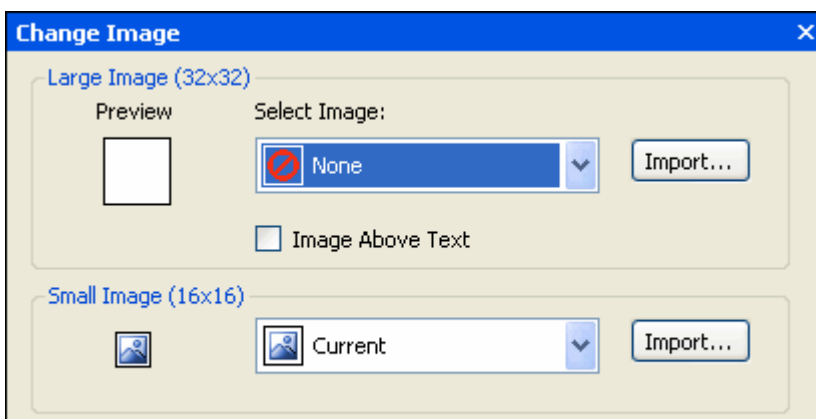 Change Image
Large Image (32x32)
Preview
Select Image:
None
Import...
Image Above Text
Small Image (16x16)
Current
Import...